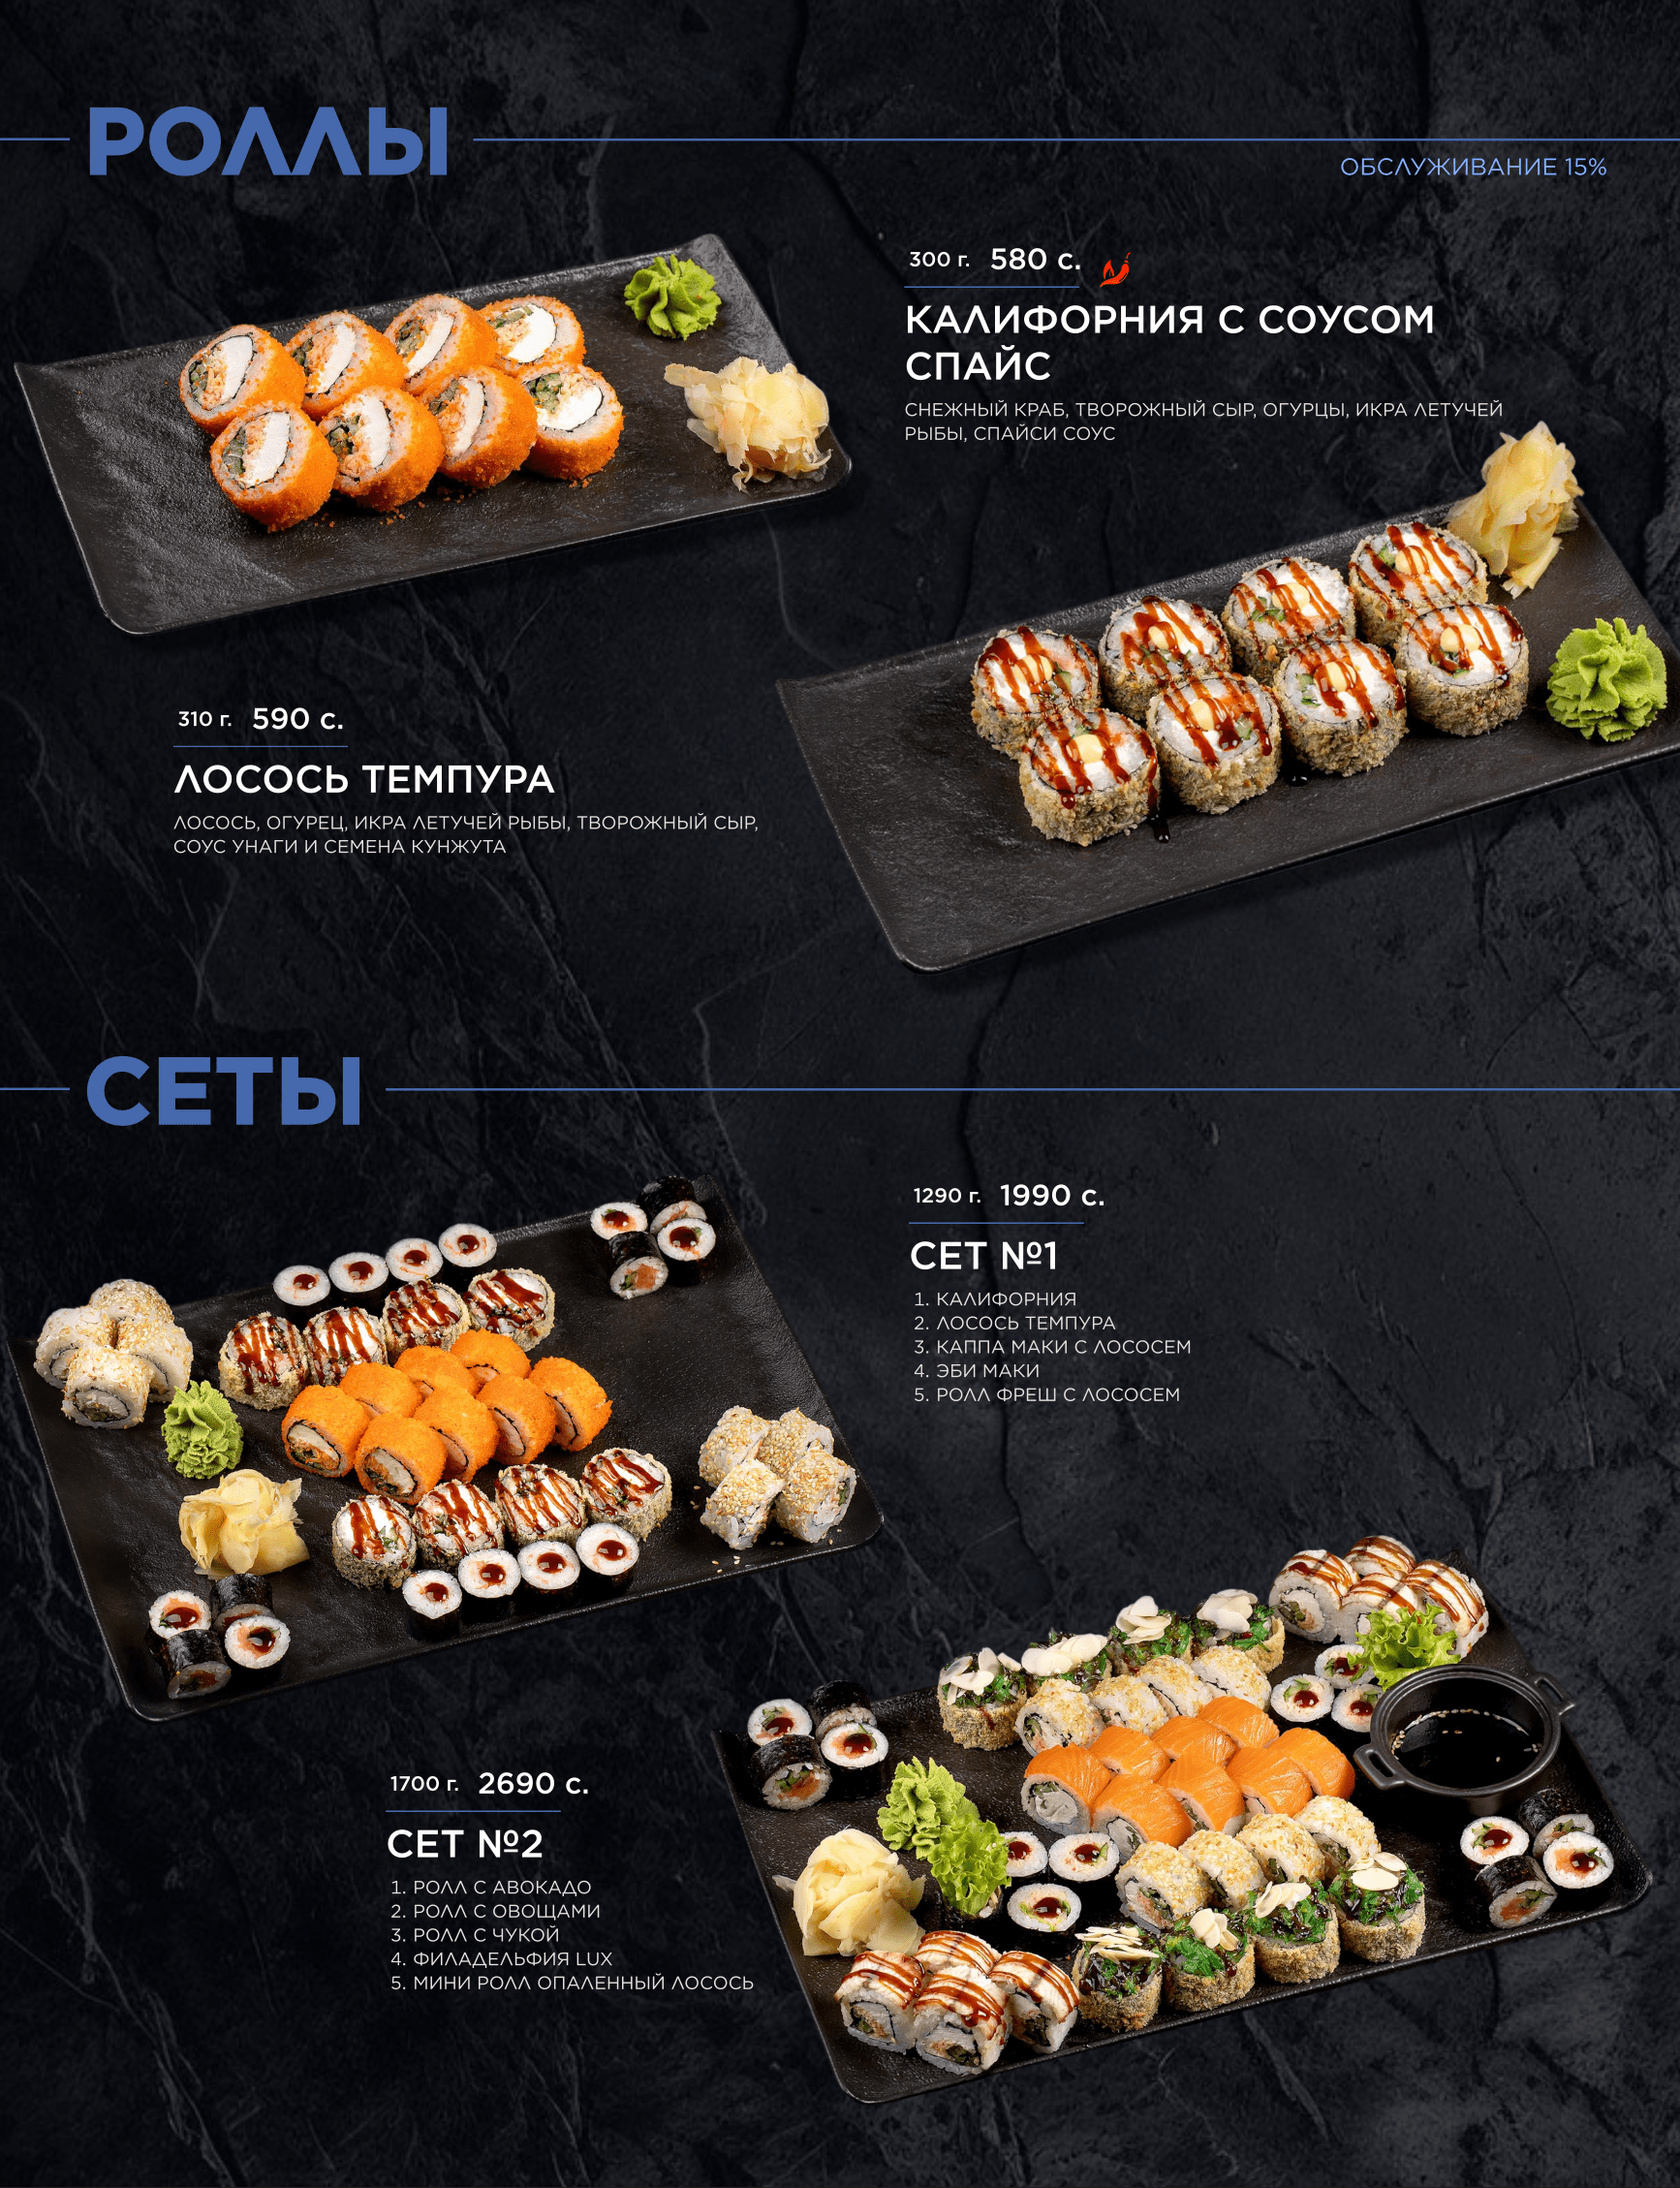 РОЛЛЫ
ОБСЛУЖИВАНИЕ 15%
300 г. 580 с.
КАЛИФОРНИЯ С СОУСОМ
СПАЙС
СНЕЖНЫЙ КРАБ, ТВОРОЖНЫЙ СЫР, ОГУРЦЫ, ИКРА ЛЕТУЧЕЙ
РЫБЫ, СПАЙСИ СОУС
310 г. 590 с.
ЛОСОСЬ ТЕМПУРА
ЛОСОСЬ, ОГУРЕЦ, ИКРА ЛЕТУЧЕЙ РЫБЫ, ТВОРОЖНЫЙ СЫР,
СОУС УНАГИ И СЕМЕНА КУНЖУТА
СЕТЫ
1290 г. 1990 с.
СЕТ №1
1. КАЛИФОРНИЯ
2. ЛОСОСЬ ТЕМПУРА
3. КАППА МАКИ С ЛОСОСЕМ
4. ЭБИ МАКИ
5. РОЛЛ ФРЕШ С ЛОСОСЕМ
1700 г. 2690 с.
СЕТ №2
1. РОЛЛ С АВОКАДО
2. РОЛЛ С ОВОЩАМИ
3. РОЛЛ С ЧУКОЙ
4. ФИЛАДЕЛЬФИЯ LUX
5. МИНИ РОЛЛ ОПАЛЕННЫЙ ЛОСОСЬ